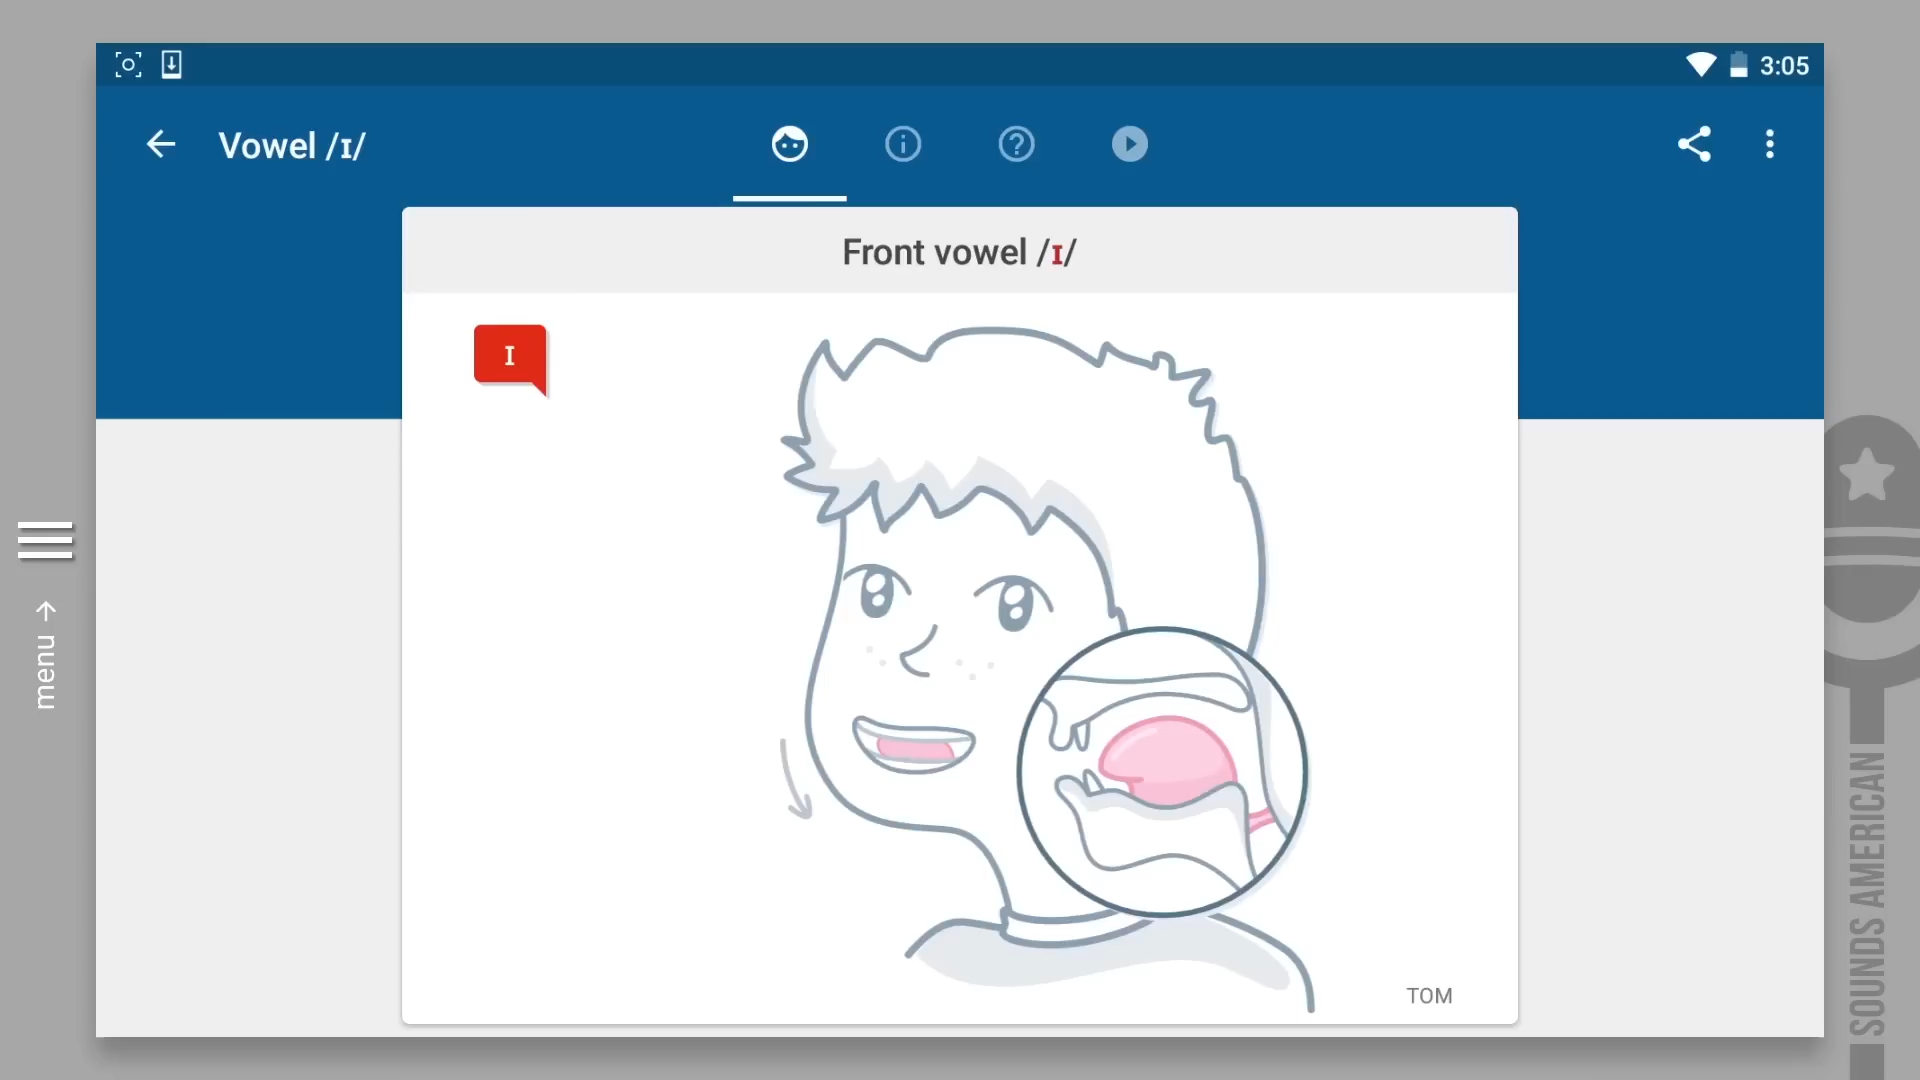 3:05
Vowel /ɪ/
Front vowel /ɪ/
ɪ
menu
TOM
SOUNDS AMERICAN